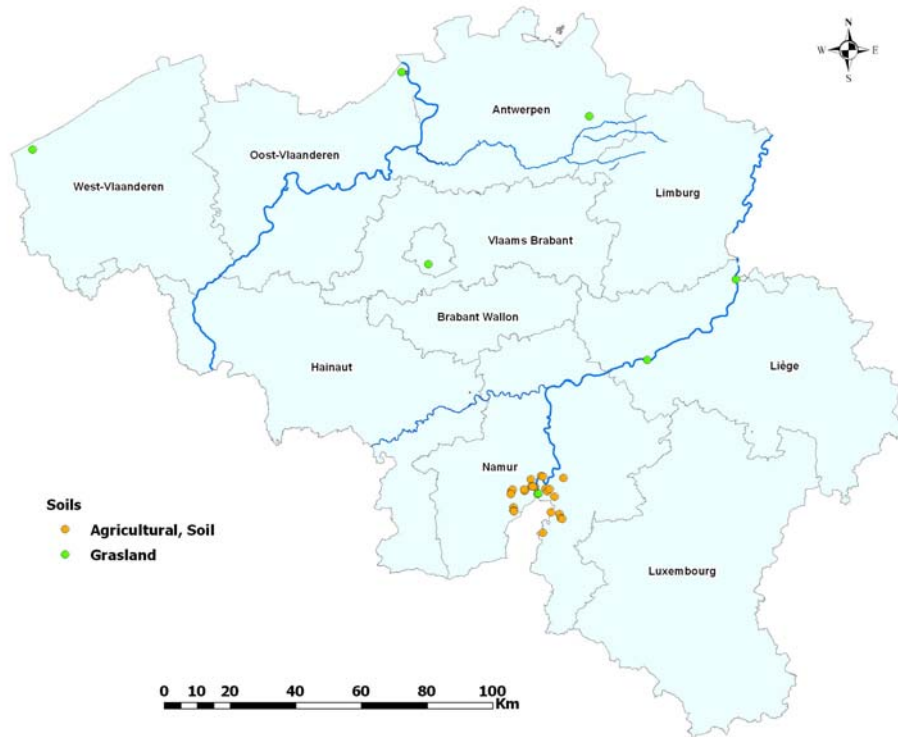 N
W E
S
Antwerpen
Oost-Vlaanderen
West-Vlaanderen
Limburg
Vlaams Brabant
Brabant Wallon
Hainaut
Liège
Namur
Luxembourg
Soils
Agricultural, Soil
Grasland
0 10 20 40 60 80 100
Km